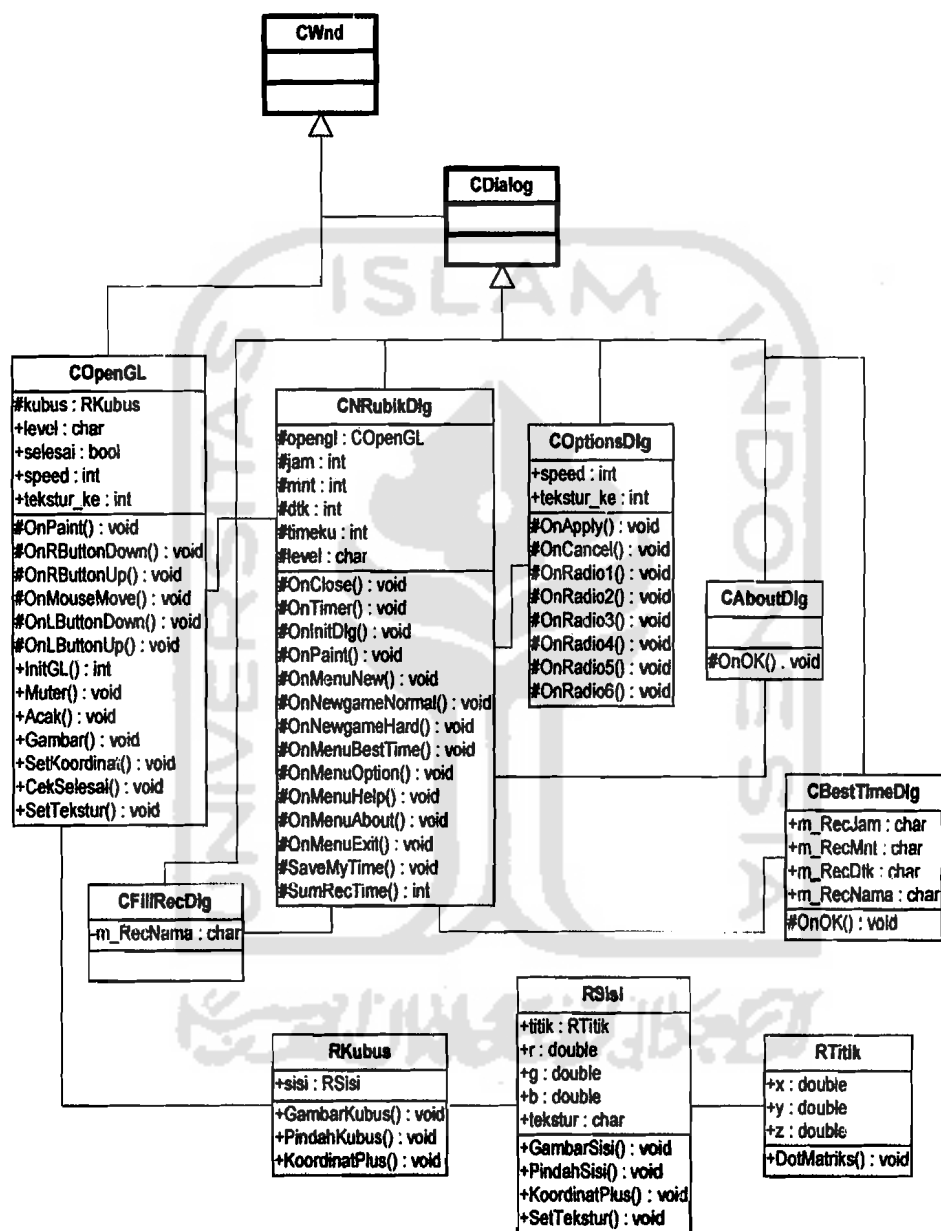 CWnd
CDialog
ISLAM
UNIVERSITAS
INDONESIA
COpenGL
#kubus : RKubus
+level : char
+selesai : bool
+speed : int
+tekstur_ke : int
#OnPaint() : void
#OnRButtonDown() : void
#OnRButtonUp() : void
#OnMouseMove() : void
#OnLButtonDown() : void
#OnLButtonUp() : void
+InitGL() : int
+Muter() : void
+Acak() : void
+Gambar() : void
+SetKoordinat() : void
+CekSelesai() : void
+SetTekstur() : void
CNRubikDlg
#opengl : COpenGL
#jam : int
#mnt : int
#dtk : int
#timeku : int
#level : char
#OnClose() : void
#OnTimer() : void
#OnInitDlg() : void
#OnPaint() : void
#OnMenuNew() : void
#OnNewgameNormal() : void
#OnNewgameHard() : void
#OnMenuBestTime() : void
#OnMenuOption() : void
#OnMenuHelp() : void
#OnMenuAbout() : void
#OnMenuExit() : void
#SaveMyTime() : void
#SumRecTime() : int
COptionsDlg
+speed : int
+tekstur_ke : int
#OnApply() : void
#OnCancel() : void
#OnRadio1() : void
#OnRadio2() : void
#OnRadio3() : void
#OnRadio4() : void
#OnRadio5() : void
#OnRadio6() : void
CAboutDlg
#OnOK() : void
CBestTimeDlg
+m_RecJam : char
+m_RecMnt : char
+m_RecDtk : char
+m_RecNama : char
#OnOK() : void
CFillRecDlg
-m_RecNama : char
RKubus
+sisi : RSisi
+GambarKubus() : void
+PindahKubus() : void
+KoordinatPlus() : void
RSisi
+titik : RTitik
+r : double
+g : double
+b : double
+tekstur : char
+GambarSisi() : void
+PindahSisi() : void
+KoordinatPlus() : void
+SetTekstur() : void
RTitik
+x : double
+y : double
+z : double
+DotMatriks() : void